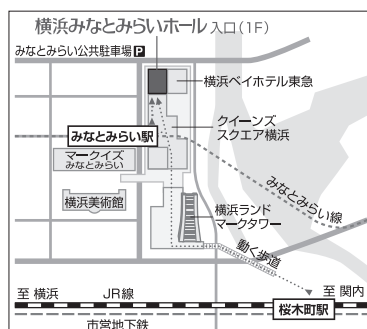 横浜みなとみらいホール 入口(1F)
みなとみらい公共駐車場 P
横浜ベイホテル東急
クイーンズ
スクエア横浜
みなとみらい駅
マークイズ
みなとみらい
みなとみらい線
横浜美術館
横浜ランド
マークタワー
動く歩道
至 横浜
JR線
至 関内
桜木町駅
市営地下鉄